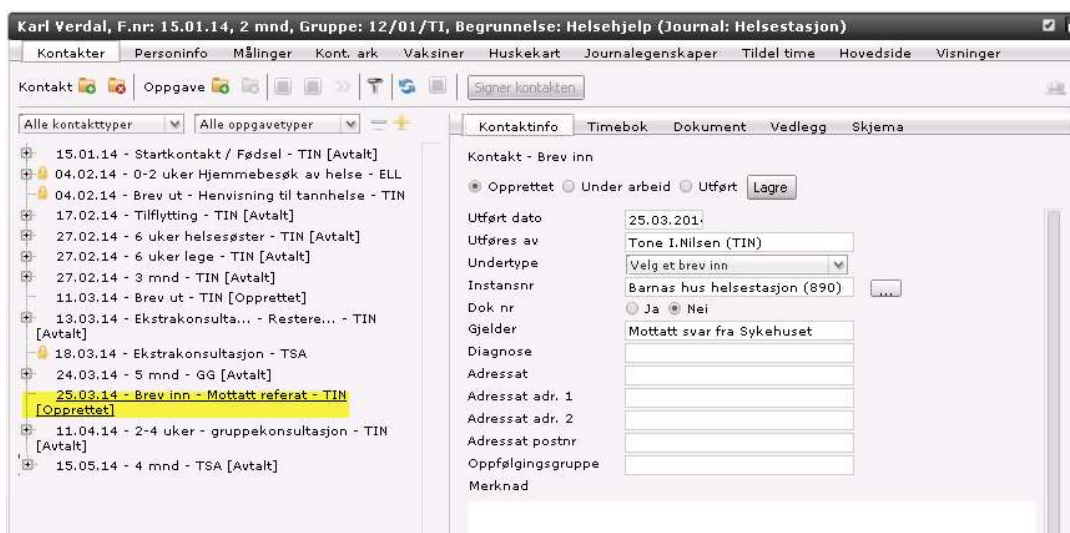 Karl Verdal, F.nr: 15.01.14, 2 mnd, Gruppe: 12/01/TI, Begrunnelse: Helsehjelp (Journal: Helsestasjon)
Kontakter Personinfo Målinger Kont. ark Vaksiner Huskekart Journalegenskaper Tildel time Hovedside Visninger
Kontakt Oppgave Signer kontakten
Alle kontakttyper Alle oppgavetyper
15.01.14 - Startkontakt / Fødsel - TIN [Avtalt]
04.02.14 - 0-2 uker Hjemmebesøk av helse - ELL
04.02.14 - Brev ut - Henvisning til tannhelse - TIN
17.02.14 - Tilflytting - TIN [Avtalt]
27.02.14 - 6 uker helsesøster - TIN [Avtalt]
27.02.14 - 6 uker lege - TIN [Avtalt]
27.02.14 - 3 mnd - TIN [Avtalt]
11.03.14 - Brev ut - TIN [Opprettet]
13.03.14 - Ekstrakonsulta... - Restere... - TIN
[Avtalt]
18.03.14 - Ekstrakonsultasjon - TSA
24.03.14 - 5 mnd - GG [Avtalt]
25.03.14 - Brev inn - Mottatt referat - TIN
[Opprettet]
11.04.14 - 2-4 uker - gruppekonsultasjon - TIN
[Avtalt]
15.05.14 - 4 mnd - TSA [Avtalt]
Kontaktinfo Timebok Dokument Vedlegg Skjema
Kontakt - Brev inn
Opprettet Under arbeid Utført Lagre
Utført dato 25.03.201
Utføres av Tone I.Nilsen (TIN)
Undertype Velg et brev inn
Instansnr Barnas hus helsestasjon (890) ...
Dok nr Ja Nei
Gjelder Mottatt svar fra Sykehuset
Diagnose
Adressat
Adressat adr. 1
Adressat adr. 2
Adressat postnr
Oppfølgingsgruppe
Merknad